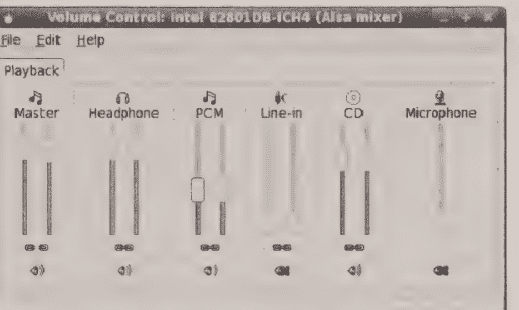 Volume Control: Intel 82801DB-ICH4 (Alsa mixer)
File Edit Help
Playback
Master Headphone PCM Line-in CD Microphone